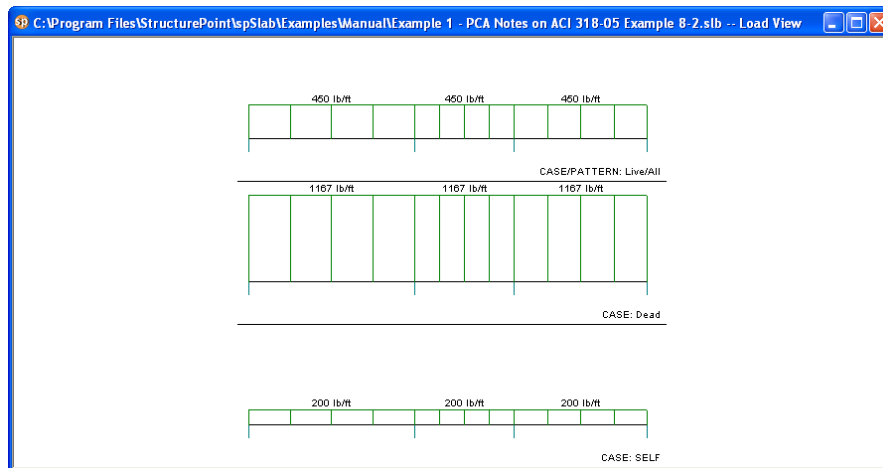 C:\Program Files\StructurePoint\spSlab\Examples\Manual\Example 1 - PCA Notes on ACI 318-05 Example 8-2.slb -- Load View
450 lb/ft 450 lb/ft 450 lb/ft
CASE/PATTERN: Live/All
1167 lb/ft 1167 lb/ft 1167 lb/ft
CASE: Dead
200 lb/ft 200 lb/ft 200 lb/ft
CASE: SELF